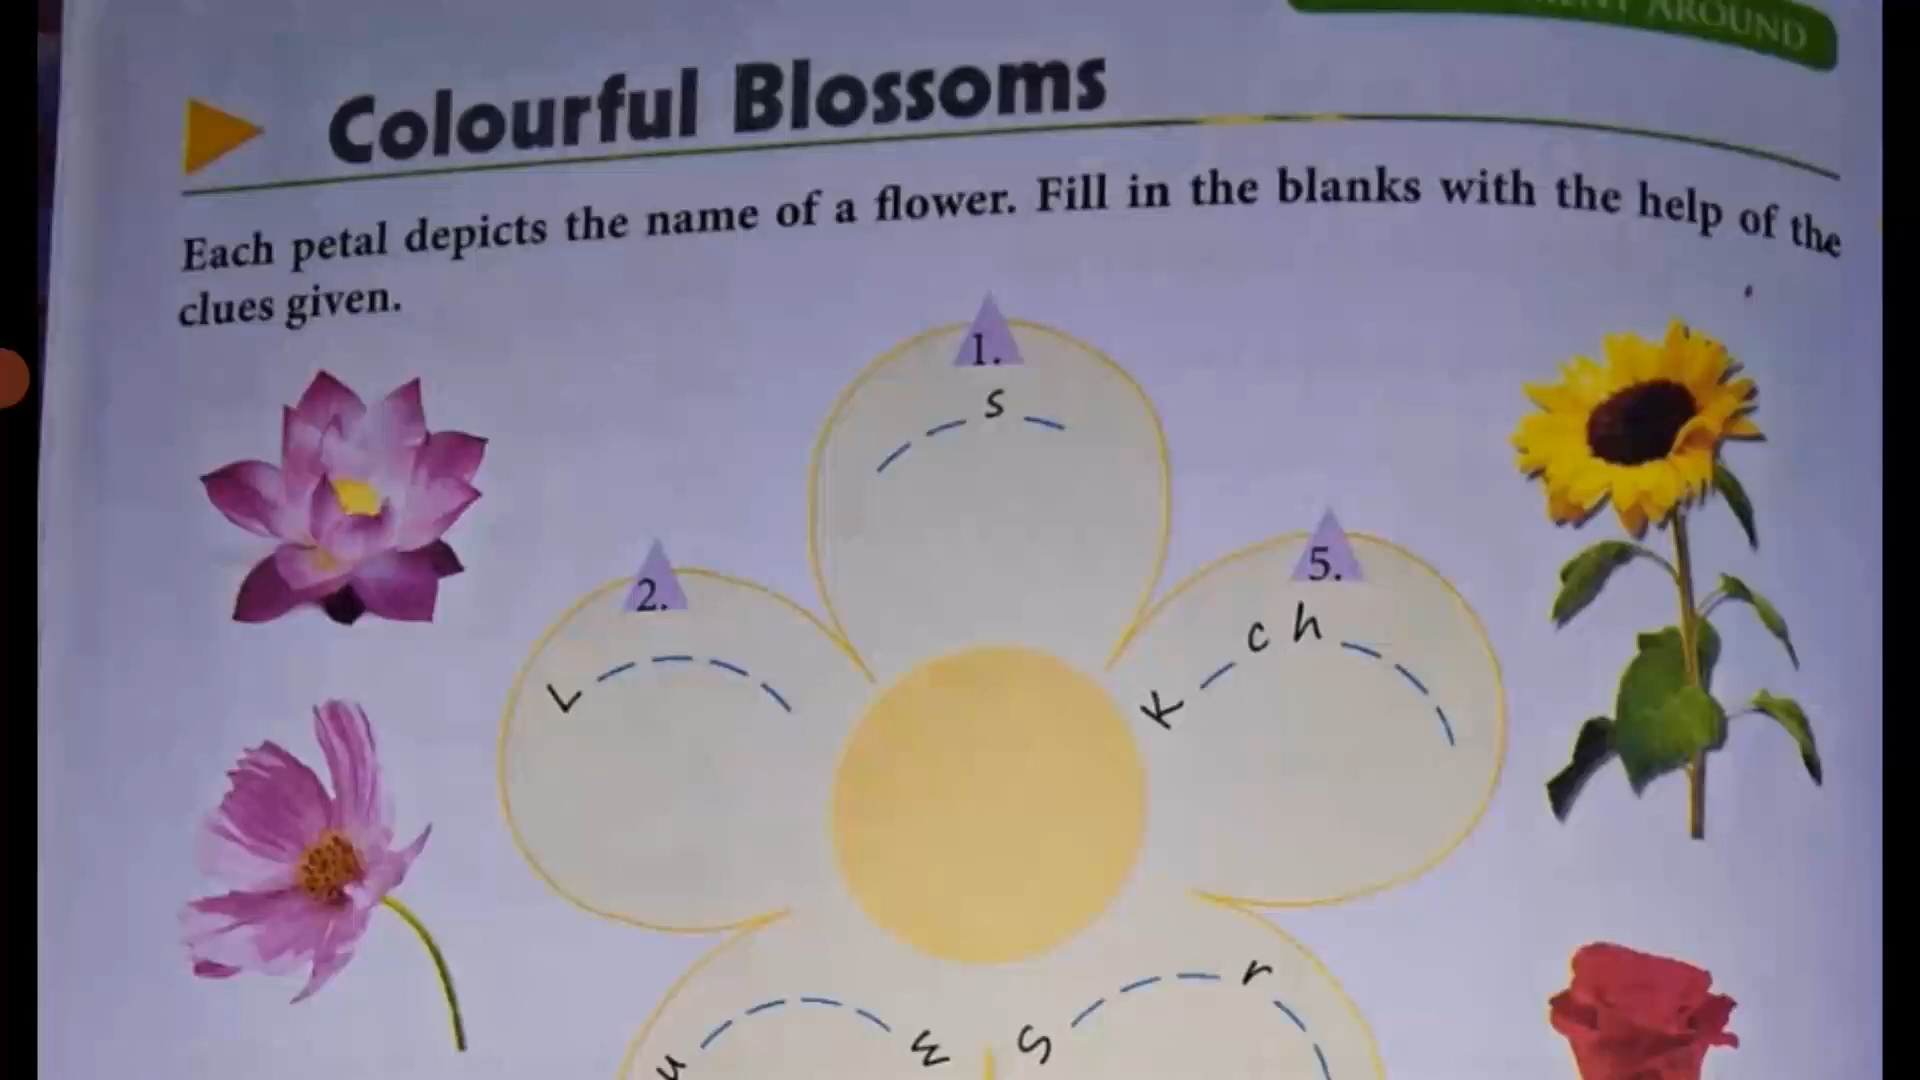 AROUND
Colourful Blossoms
Each petal depicts the name of a flower. Fill in the blanks with the help of the
clues given.
1.
_ _ s _
2.
L _ _ _ _
5.
K _ c h _ _ _
S _ _ _ r _ _